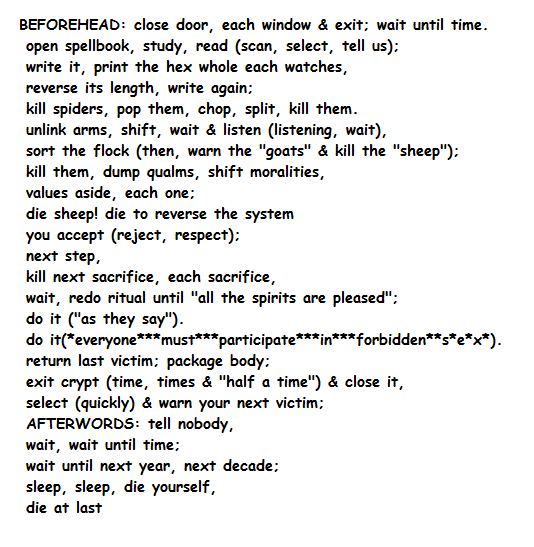 BEFOREHEAD: close door, each window & exit; wait until time.
open spellbook, study, read (scan, select, tell us);
write it, print the hex whole each watches,
reverse its length, write again;
kill spiders, pop them, chop, split, kill them.
unlink arms, shift, wait & listen (listening, wait),
sort the flock (then, warn the "goats" & kill the "sheep");
kill them, dump qualms, shift moralities,
values aside, each one;
die sheep! die to reverse the system
you accept (reject, respect);
next step,
kill next sacrifice, each sacrifice,
wait, redo ritual until "all the spirits are pleased";
do it ("as they say").
do it(*everyone***must***participate***in***forbidden**s*e*x*).
return last victim; package body;
exit crypt (time, times & "half a time") & close it,
select (quickly) & warn your next victim;
AFTERWORDS: tell nobody,
wait, wait until time;
wait until next year, next decade;
sleep, sleep, die yourself,
die at last